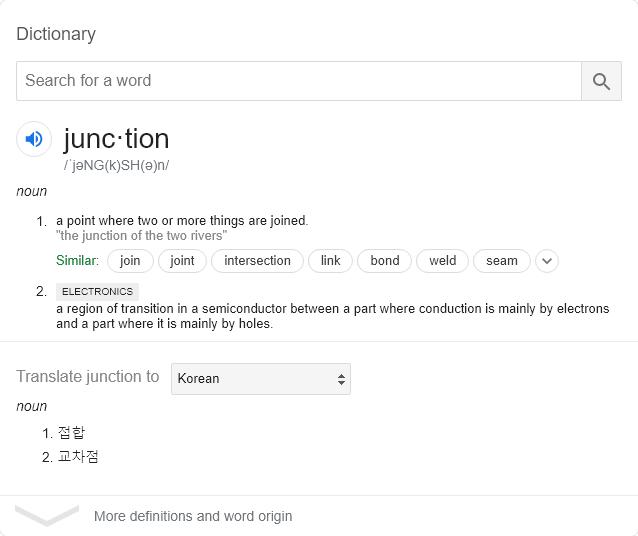 Dictionary
Search for a word
junc·tion
/ˈjəNG(k)SH(ə)n/
noun
1. a point where two or more things are joined.
"the junction of the two rivers"
Similar: join joint intersection link bond weld seam
2. ELECTRONICS
a region of transition in a semiconductor between a part where conduction is mainly by electrons
and a part where it is mainly by holes.
Translate junction to Korean
noun
1. 접합
2. 교차점
More definitions and word origin